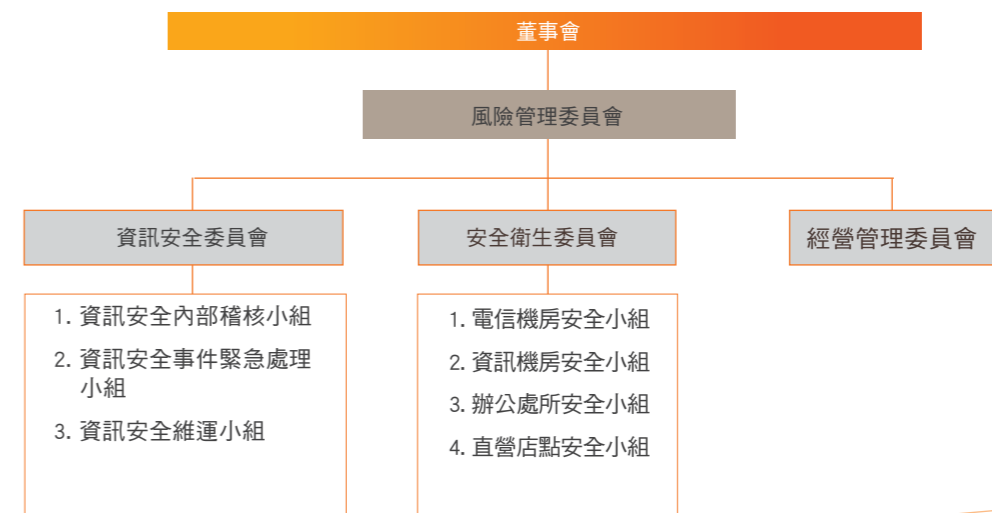 董事會
風險管理委員會
資訊安全委員會
安全衛生委員會
經營管理委員會
1. 資訊安全內部稽核小組
2. 資訊安全事件緊急處理
小組
3. 資訊安全維運小組
1. 電信機房安全小組
2. 資訊機房安全小組
3. 辦公處所安全小組
4. 直營店點安全小組